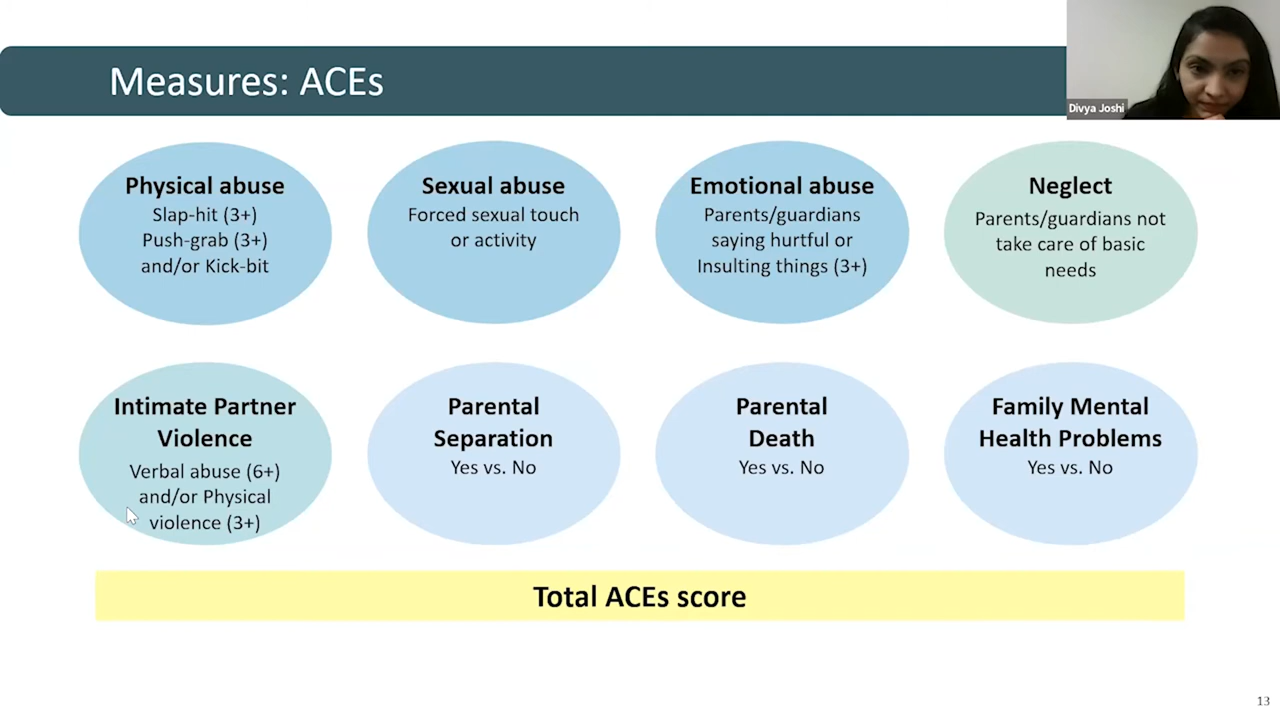 Measures: ACEs
Divya Joshi
Physical abuse
Slap-hit (3+)
Push-grab (3+)
and/or Kick-bit
Sexual abuse
Forced sexual touch
or activity
Emotional abuse
Parents/guardians
saying hurtful or
Insulting things (3+)
Neglect
Parents/guardians not
take care of basic
needs
Intimate Partner
Violence
Verbal abuse (6+)
and/or Physical
violence (3+)
Parental
Separation
Yes vs. No
Parental
Death
Yes vs. No
Family Mental
Health Problems
Yes vs. No
Total ACEs score
13